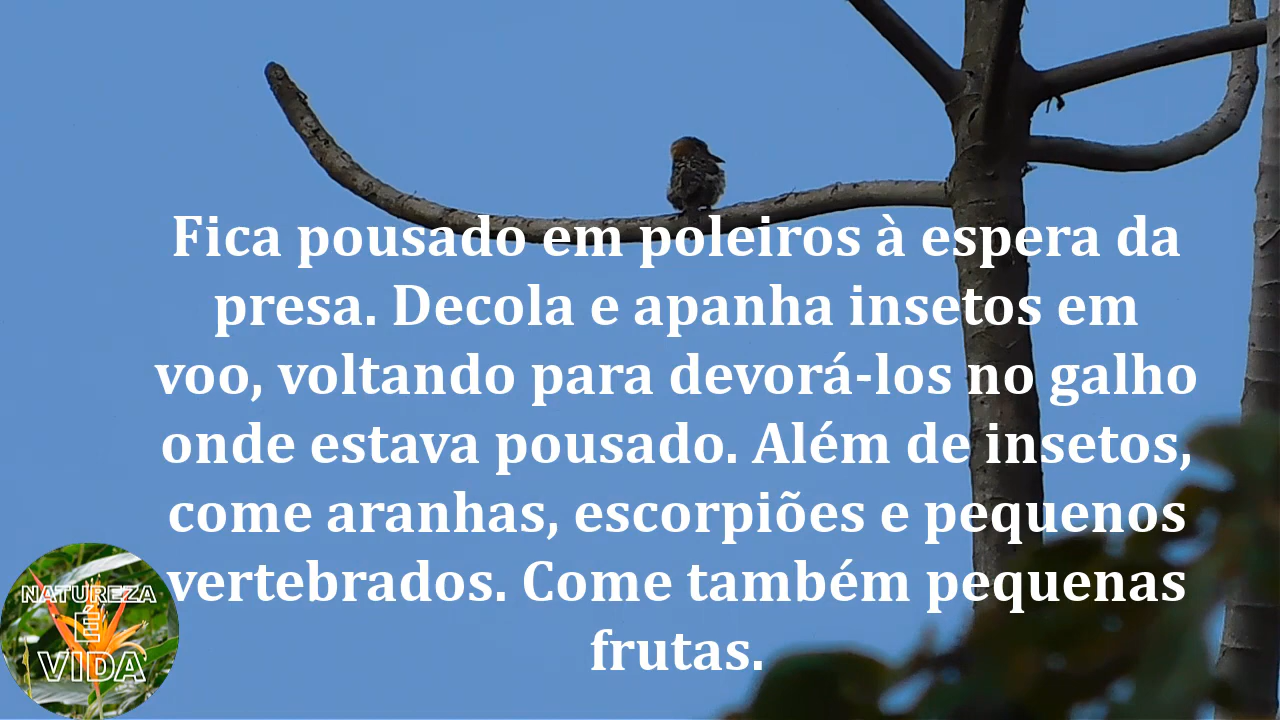 Fica pousado em poleiros à espera da
presa. Decola e apanha insetos em
voo, voltando para devorá-los no galho
onde estava pousado. Além de insetos,
come aranhas, escorpiões e pequenos
vertebrados. Come também pequenas
frutas.
NATUREZA
É
VIDA